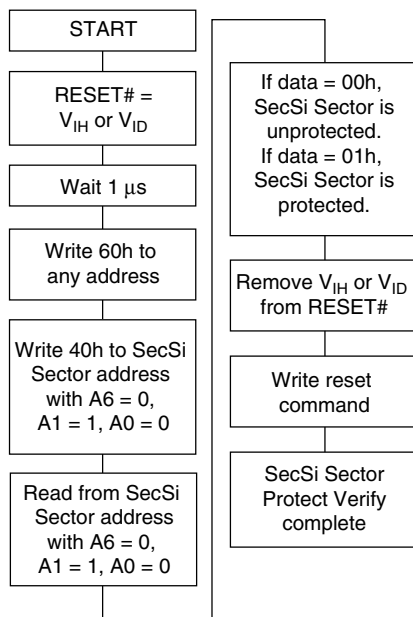 START
RESET# =
V_IH or V_ID
Wait 1 μs
Write 60h to
any address
Write 40h to SecSi
Sector address
with A6 = 0,
A1 = 1, A0 = 0
Read from SecSi
Sector address
with A6 = 0,
A1 = 1, A0 = 0
If data = 00h,
SecSi Sector is
unprotected.
If data = 01h,
SecSi Sector is
protected.
Remove V_IH or V_ID
from RESET#
Write reset
command
SecSi Sector
Protect Verify
complete